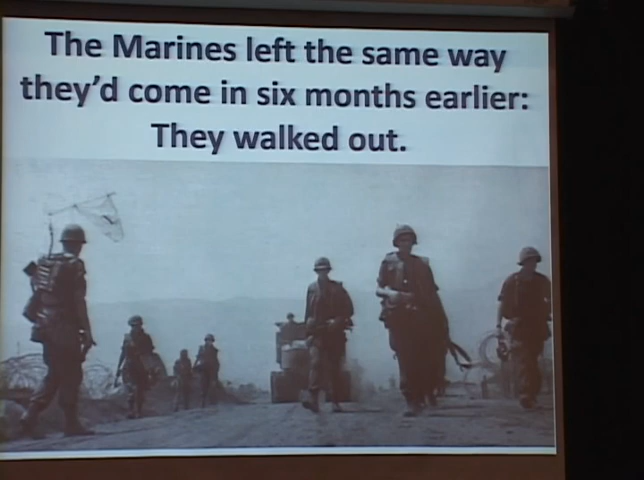 The Marines left the same way
they'd come in six months earlier:
They walked out.